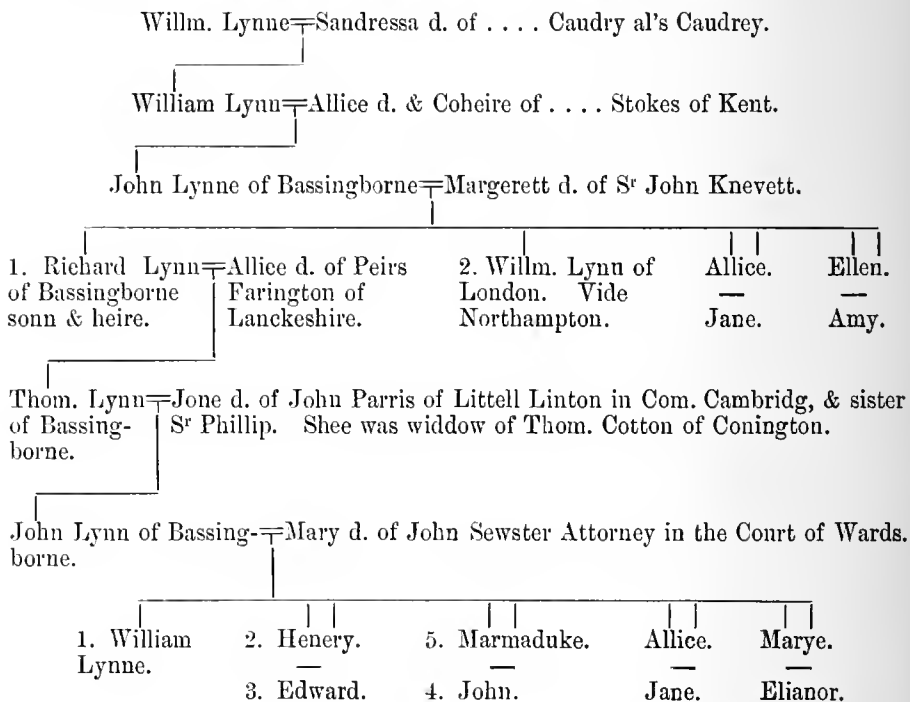 Willm. Lynne=Sandressa d. of . . . . Caudry al's Caudrey.
William Lynn=Allice d. & Coheire of . . . . Stokes of Kent.
John Lynne of Bassingborne=Margerett d. of Sr John Knevett.
1. Richard Lynn=Allice d. of Peirs
of Bassingborne Farington of
sonn & heire. Lanckeshire.
2. Willm. Lynn of
London. Vide
Northampton.
Allice.
Jane.
Ellen.
Amy.
Thom. Lynn=Jone d. of John Parris of Littell Linton in Com. Cambridg, & sister
of Bassing- Sr Phillip. Shee was widdow of Thom. Cotton of Conington.
borne.
John Lynn of Bassing-=Mary d. of John Sewster Attorney in the Court of Wards.
borne.
1. William
Lynne.
2. Henery.
3. Edward.
5. Marmaduke.
4. John.
Allice.
Jane.
Marye.
Elianor.